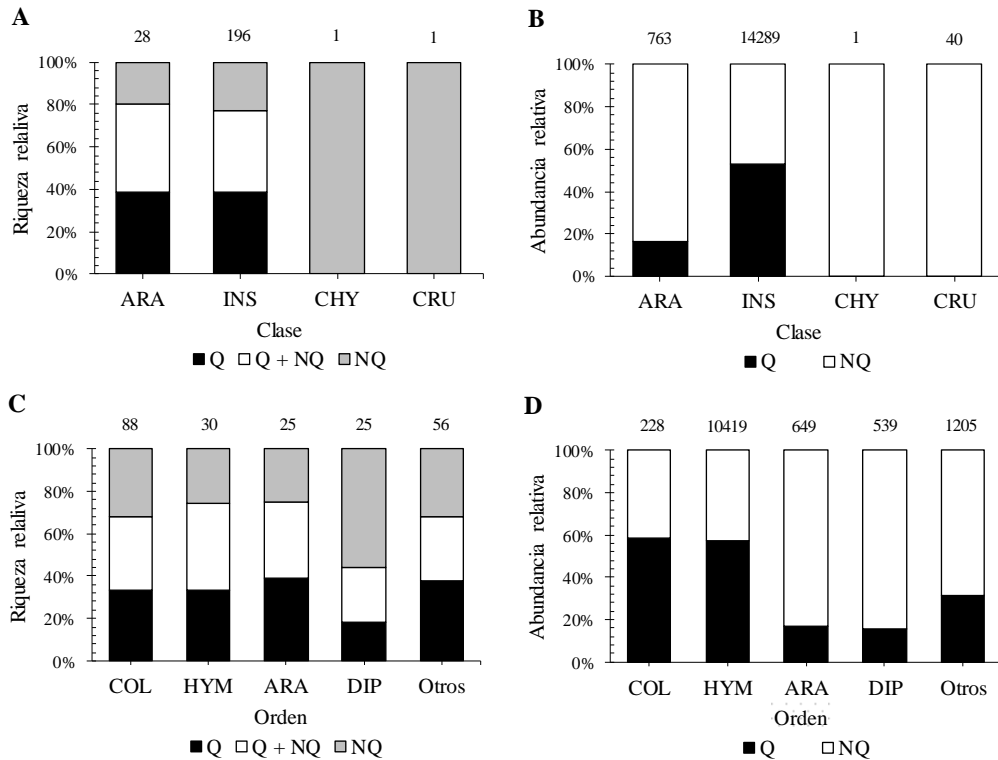 A
28 196 1 1
Riqueza relaliva
100%
80%
60%
40%
20%
0%
ARA INS CHY CRU
Clase
Q Q + NQ NQ
B
763 14289 1 40
Abundancia relativa
100%
80%
60%
40%
20%
0%
ARA INS CHY CRU
Clase
Q NQ
C
88 30 25 25 56
Riqueza relaliva
100%
80%
60%
40%
20%
0%
COL HYM ARA DIP Otros
Orden
Q Q + NQ NQ
D
228 10419 649 539 1205
Abundancia relativa
100%
80%
60%
40%
20%
0%
COL HYM ARA DIP Otros
Orden
Q NQ